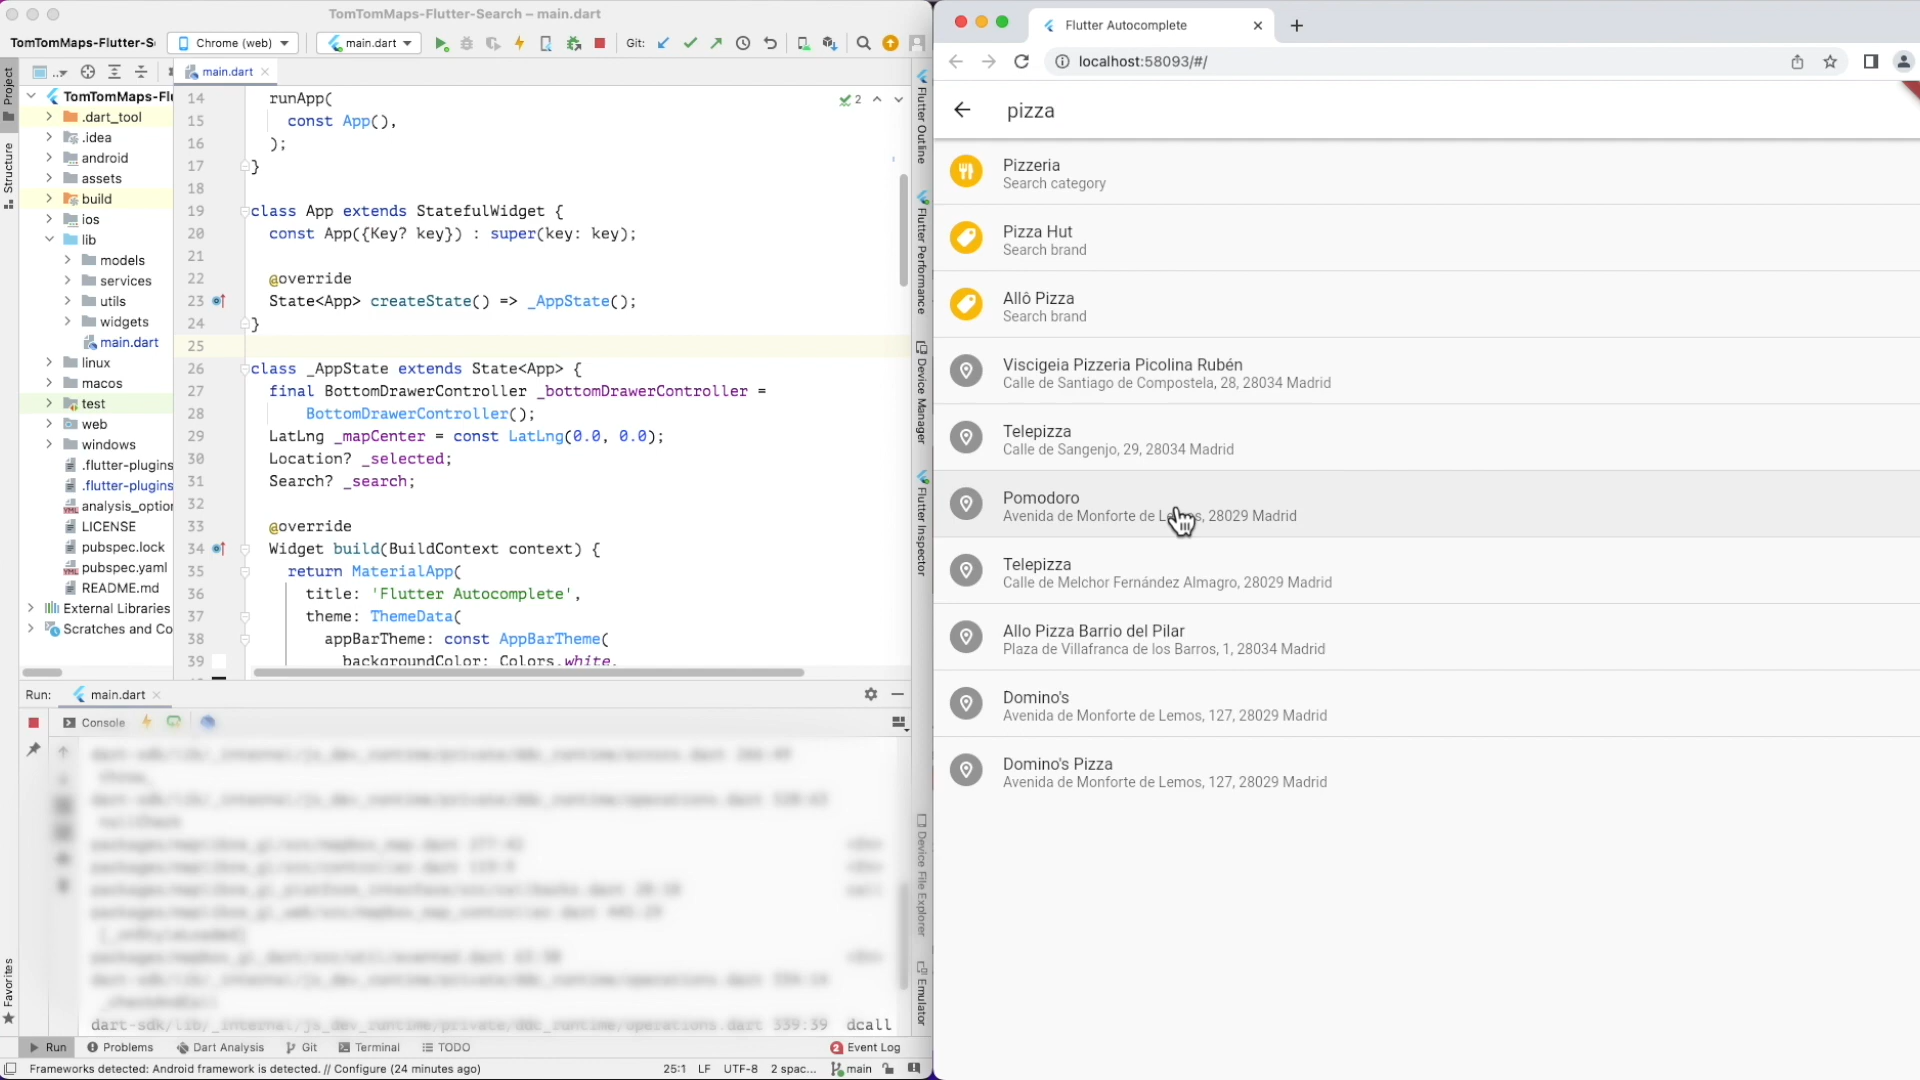 TomTomMaps-Flutter-Search – main.dart
TomTomMaps-Flutter-S
Chrome (web)
main.dart
Git:
Project
Structure
Favorites
main.dart
TomTomMaps-Fl
.dart_tool
.idea
android
assets
build
ios
lib
models
services
utils
widgets
main.dart
linux
macos
test
web
windows
.flutter-plugins
.flutter-plugins
analysis_option
LICENSE
pubspec.lock
pubspec.yaml
README.md
External Libraries
Scratches and Co
2
14 runApp(
15 const App(),
16 );
17 }
18
19 class App extends StatefulWidget {
20 const App({Key? key}) : super(key: key);
21
22 @override
23 State<App> createState() => _AppState();
24 }
25
26 class _AppState extends State<App> {
27 final BottomDrawerController _bottomDrawerController =
28 BottomDrawerController();
29 LatLng _mapCenter = const LatLng(0.0, 0.0);
30 Location? _selected;
31 Search? _search;
32
33 @override
34 Widget build(BuildContext context) {
35 return MaterialApp(
36 title: 'Flutter Autocomplete',
37 theme: ThemeData(
38 appBarTheme: const AppBarTheme(
39 backgroundColor: Colors.white,
Flutter Outline
Flutter Performance
Device Manager
Flutter Inspector
Device File Explorer
Emulator
Run:
main.dart
Console
dart-sdk/lib/_internal/js_dev_runtime/private/ddc_runtime/operations.dart 339:39 dcall
Run
Problems
Dart Analysis
Git
Terminal
TODO
2 Event Log
Frameworks detected: Android framework is detected. // Configure (24 minutes ago)
25:1 LF UTF-8 2 spac... main
Flutter Autocomplete
localhost:58093/#/
pizza
Pizzeria
Search category
Pizza Hut
Search brand
Allô Pizza
Search brand
Viscigeia Pizzeria Picolina Rubén
Calle de Santiago de Compostela, 28, 28034 Madrid
Telepizza
Calle de Sangenjo, 29, 28034 Madrid
Pomodoro
Avenida de Monforte de Lemos, 28029 Madrid
Telepizza
Calle de Melchor Fernández Almagro, 28029 Madrid
Allo Pizza Barrio del Pilar
Plaza de Villafranca de los Barros, 1, 28034 Madrid
Domino's
Avenida de Monforte de Lemos, 127, 28029 Madrid
Domino's Pizza
Avenida de Monforte de Lemos, 127, 28029 Madrid